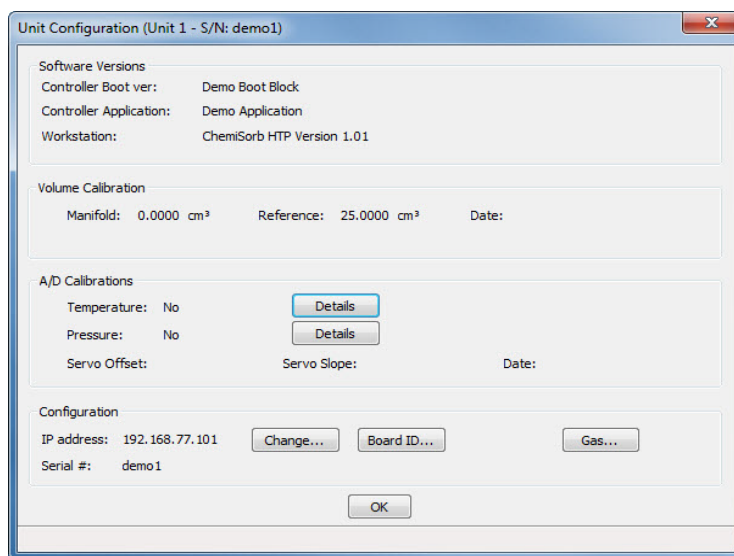 Unit Configuration (Unit 1 - S/N: demo1)
Software Versions
Controller Boot ver: Demo Boot Block
Controller Application: Demo Application
Workstation: ChemiSorb HTP Version 1.01
Volume Calibration
Manifold: 0.0000 cm³ Reference: 25.0000 cm³ Date:
A/D Calibrations
Temperature: No Details
Pressure: No Details
Servo Offset: Servo Slope: Date:
Configuration
IP address: 192.168.77.101 Change... Board ID... Gas...
Serial #: demo1
OK